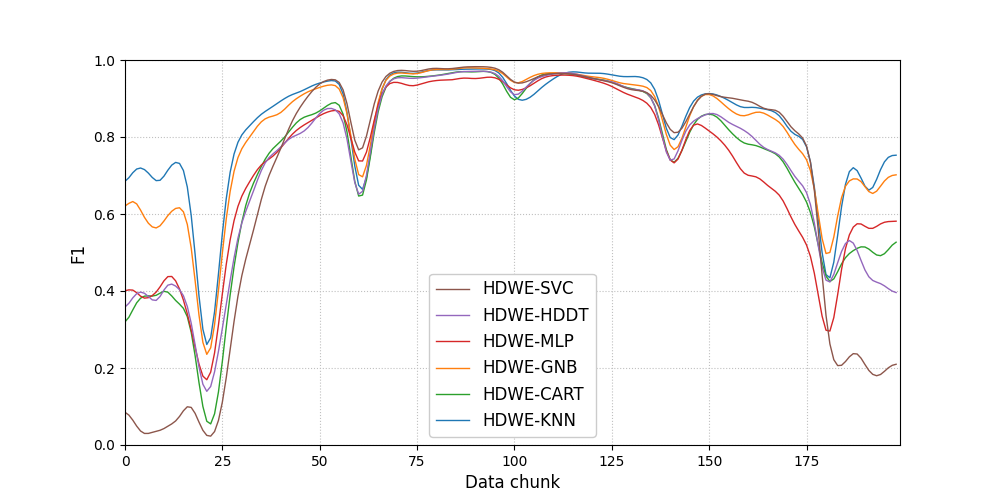 1.0
0.8
0.6
0.4
0.2
0.0
F1
HDWE-SVC
HDWE-HDDT
HDWE-MLP
HDWE-GNB
HDWE-CART
HDWE-KNN
0 25 50 75 100 125 150 175
Data chunk